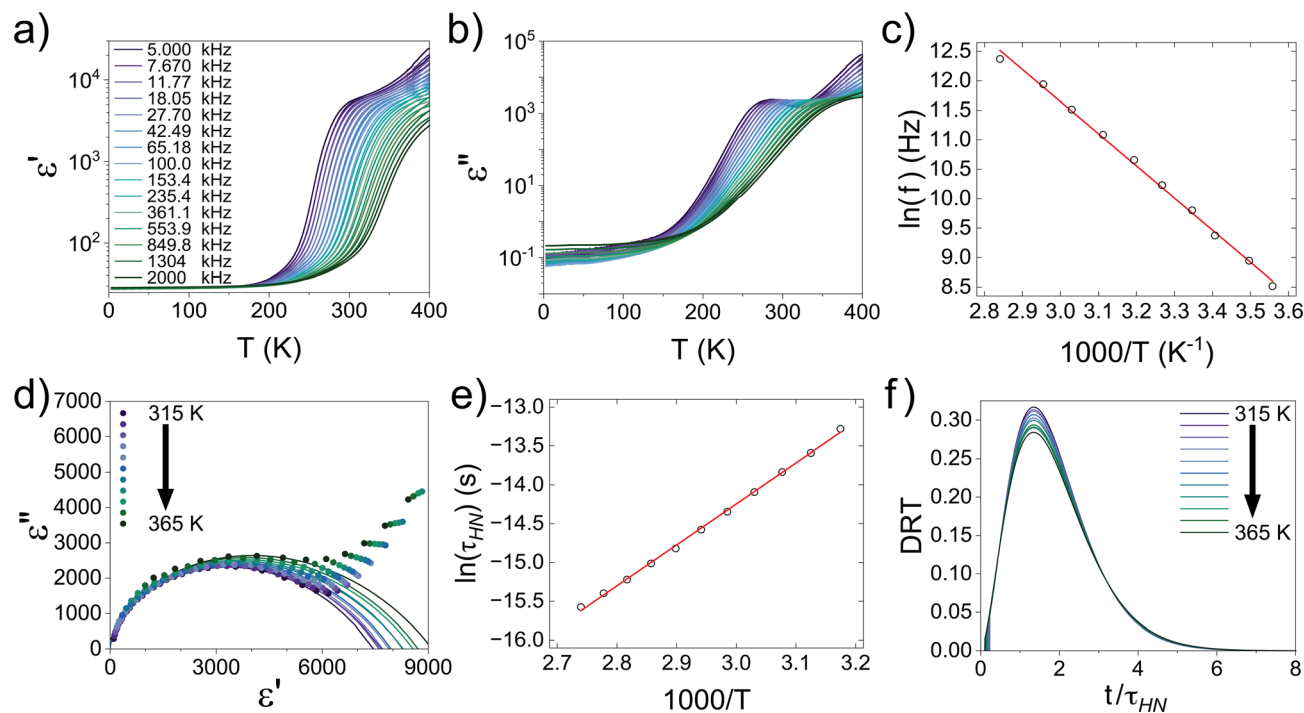 a)
ε'
10⁴
10³
10²
5.000 kHz
7.670 kHz
11.77 kHz
18.05 kHz
27.70 kHz
42.49 kHz
65.18 kHz
100.0 kHz
153.4 kHz
235.4 kHz
361.1 kHz
553.9 kHz
849.8 kHz
1304 kHz
2000 kHz
0 100 200 300 400
T (K)
b)
ε"
10⁵
10³
10¹
10⁻¹
0 100 200 300 400
T (K)
c)
ln(f) (Hz)
12.5
12.0
11.5
11.0
10.5
10.0
9.5
9.0
8.5
2.8 2.9 3.0 3.1 3.2 3.3 3.4 3.5 3.6
1000/T (K⁻¹)
d)
ε"
7000
6000
5000
4000
3000
2000
1000
0
315 K
365 K
0 3000 6000 9000
ε'
e)
ln(τHN) (s)
−13.0
−13.5
−14.0
−14.5
−15.0
−15.5
−16.0
2.7 2.8 2.9 3.0 3.1 3.2
1000/T
f)
DRT
0.30
0.25
0.20
0.15
0.10
0.05
0.00
315 K
365 K
0 2 4 6 8
t/τHN